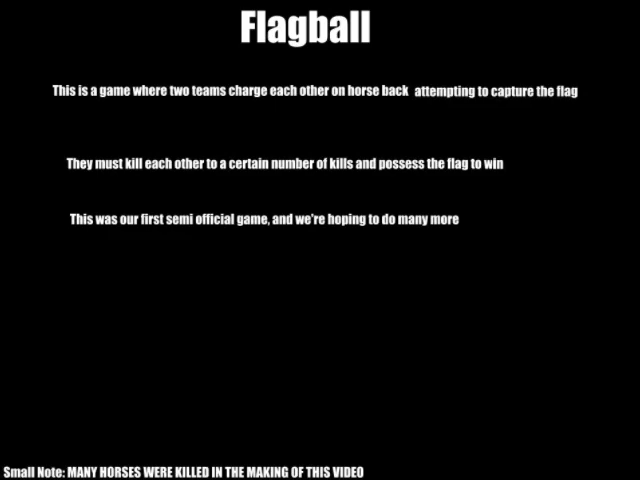 Flagball
This is a game where two teams charge each other on horse back attempting to capture the flag
They must kill each other to a certain number of kills and possess the flag to win
This was our first semi official game, and we're hoping to do many more
Small Note: MANY HORSES WERE KILLED IN THE MAKING OF THIS VIDEO